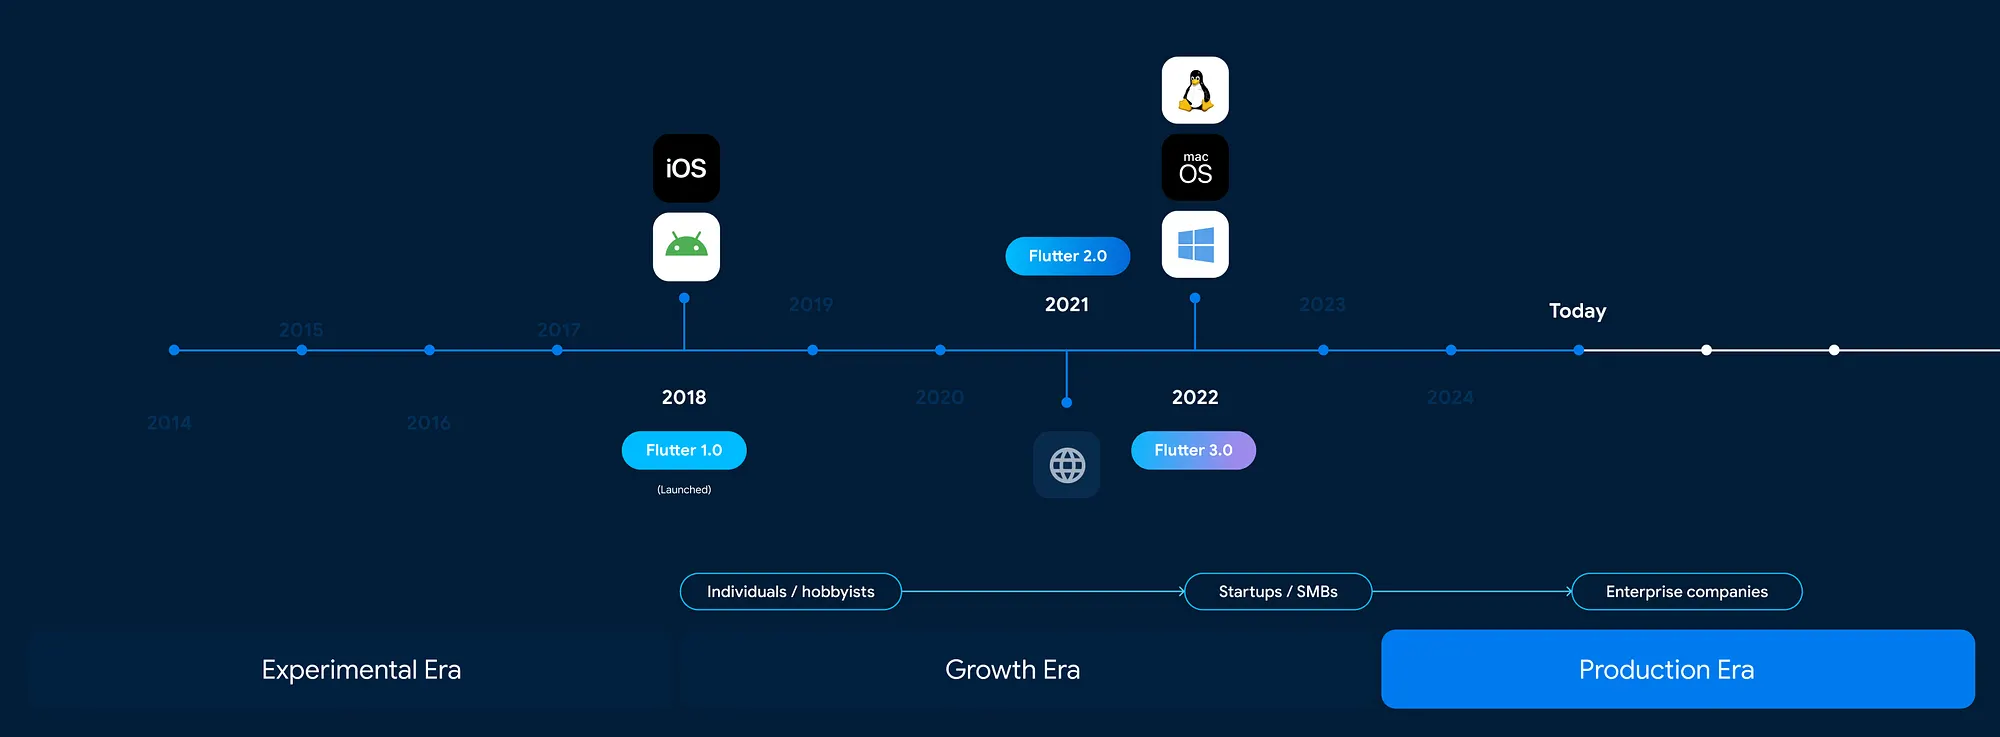 iOS
mac
OS
Flutter 2.0
2019
2021
2023
Today
2015
2017
2018
2020
2022
2024
2014
2016
Flutter 1.0
Flutter 3.0
(Launched)
Individuals / hobbyists
Startups / SMBs
Enterprise companies
Experimental Era
Growth Era
Production Era